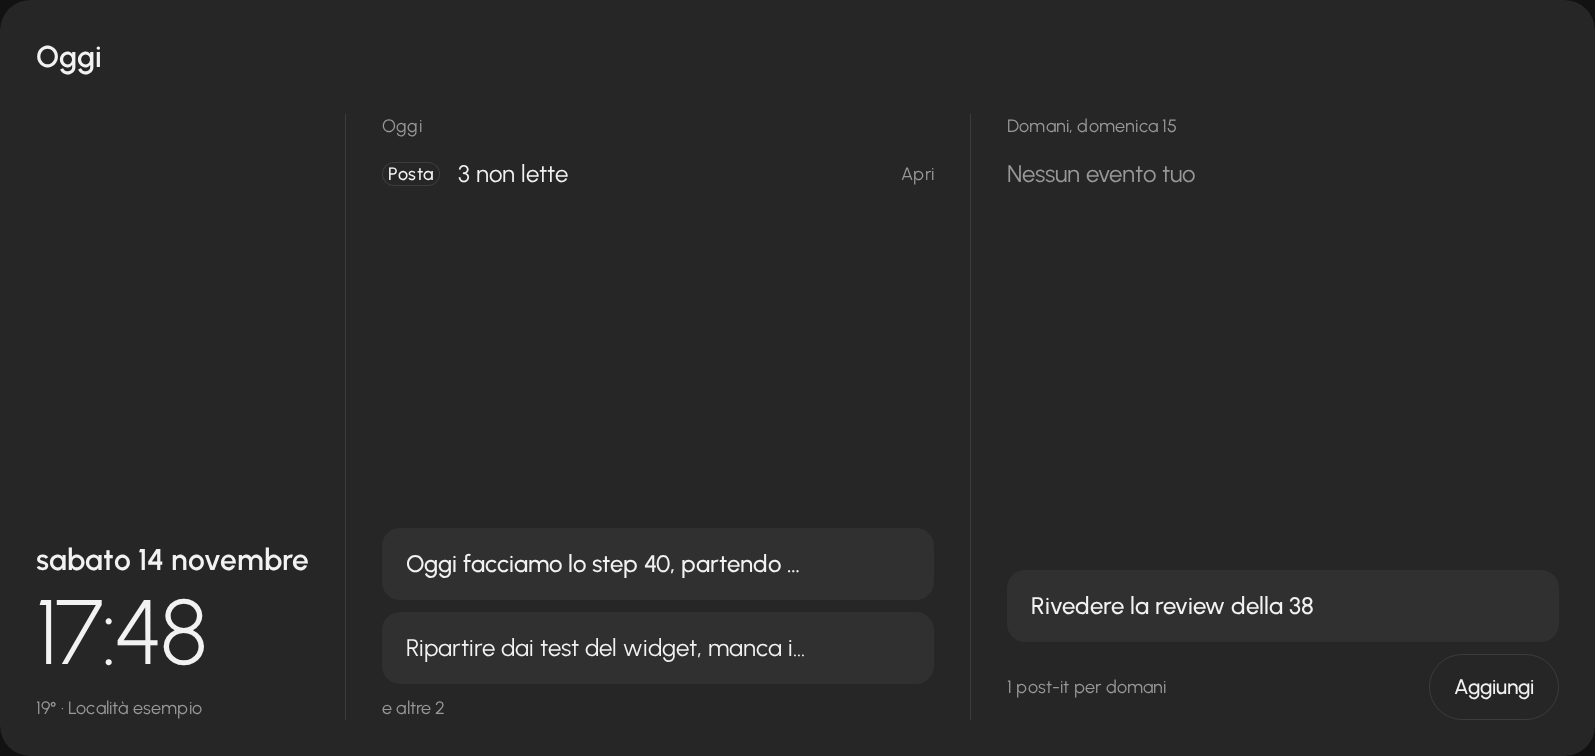 Oggi
sabato 14 novembre
17:48
19° · Località esempio
Oggi
Posta 3 non lette Apri
Oggi facciamo lo step 40, partendo ...
Ripartire dai test del widget, manca i...
e altre 2
Domani, domenica 15
Nessun evento tuo
Rivedere la review della 38
1 post-it per domani Aggiungi